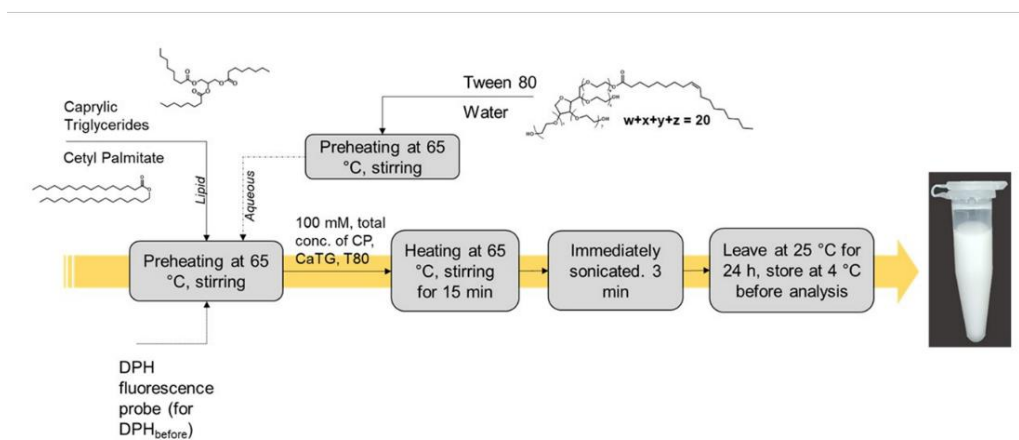 Tween 80
Water
w+x+y+z = 20
Caprylic
Triglycerides
Cetyl Palmitate
Preheating at 65
°C, stirring
Lipid
Aqueous
Preheating at 65
°C, stirring
100 mM, total
conc. of CP,
CaTG, T80
Heating at 65
°C, stirring
for 15 min
Immediately
sonicated. 3
min
Leave at 25 °C for
24 h, store at 4 °C
before analysis
DPH
fluorescence
probe (for
DPHbefore)